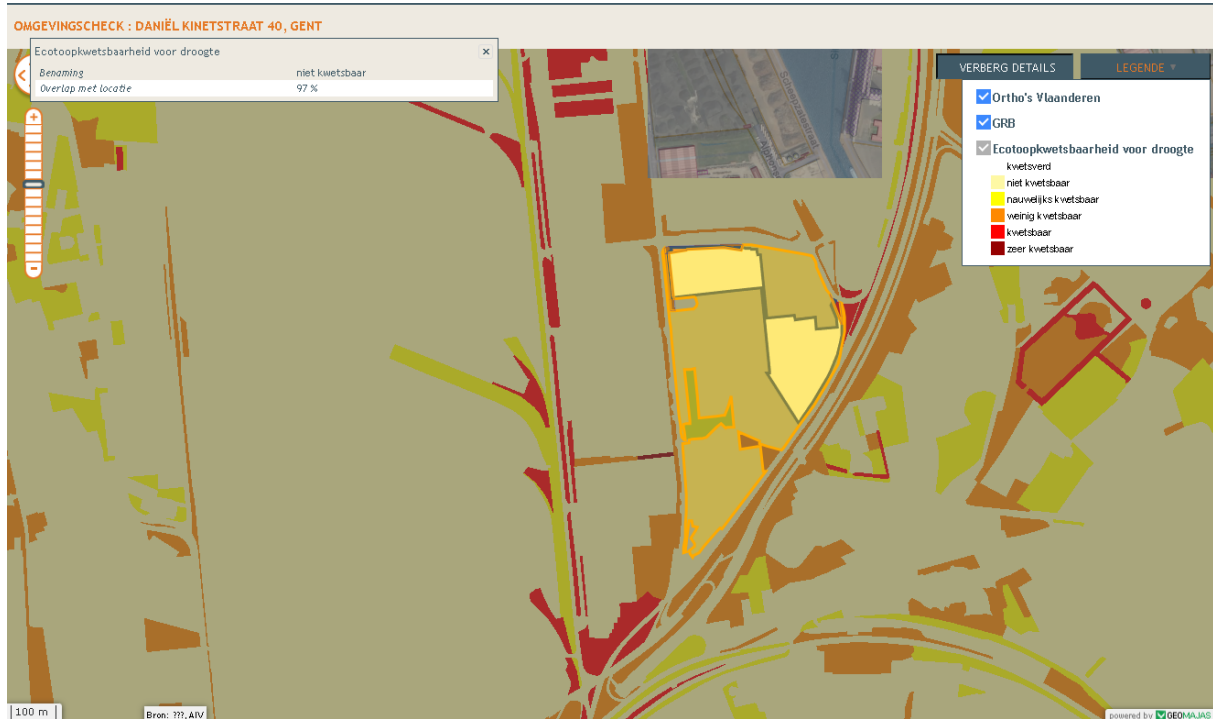 OMGEVINGSCHECK : DANIËL KINETSTRAAT 40, GENT
Ecotoopkwetsbaarheid voor droogte ×
Benaming niet kwetsbaar
Overlap met locatie 97 %
VERBERG DETAILS LEGENDE ▼
Ortho's Vlaanderen
GRB
Ecotoopkwetsbaarheid voor droogte
kwetsverd
niet kwetsbaar
nauwelijks kwetsbaar
weinig kwetsbaar
kwetsbaar
zeer kwetsbaar
100 m
Bron: ???, AIV
powered by GEOMAJAS